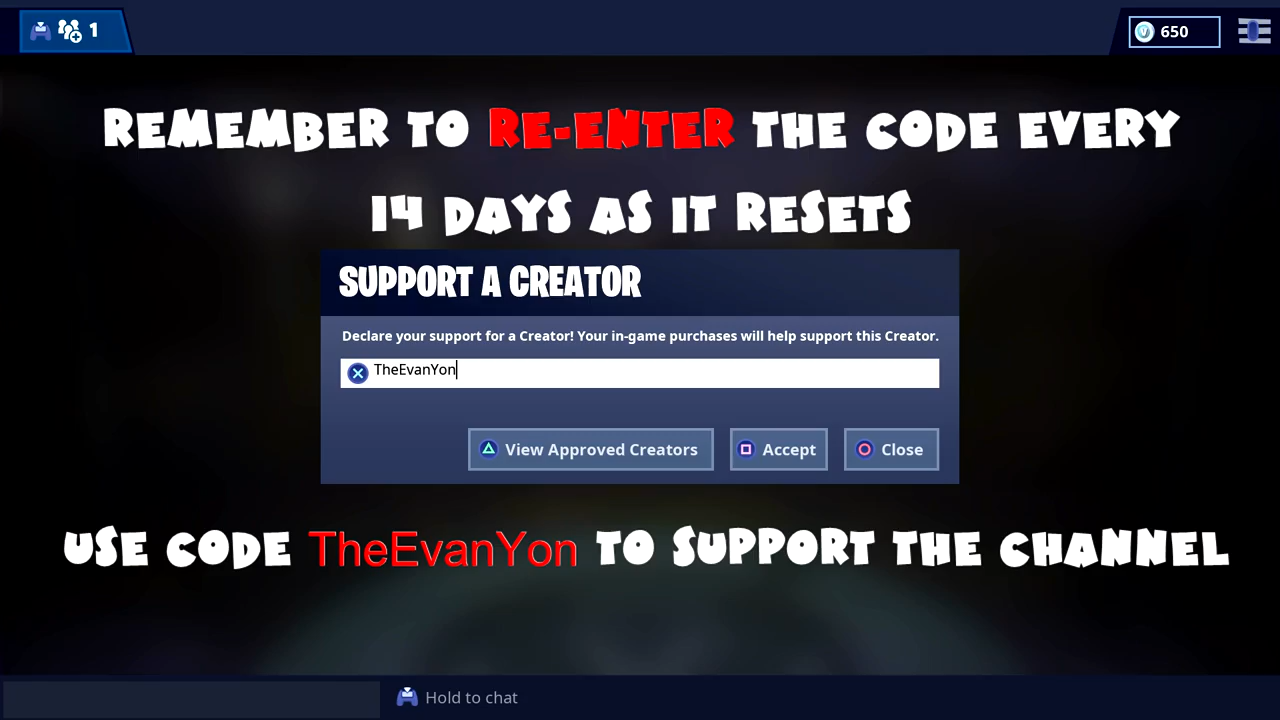 1
650
REMEMBER TO RE-ENTER THE CODE EVERY
14 DAYS AS IT RESETS
SUPPORT A CREATOR
Declare your support for a Creator! Your in-game purchases will help support this Creator.
TheEvanYon
View Approved Creators
Accept
Close
USE CODE TheEvanYon TO SUPPORT THE CHANNEL
Hold to chat